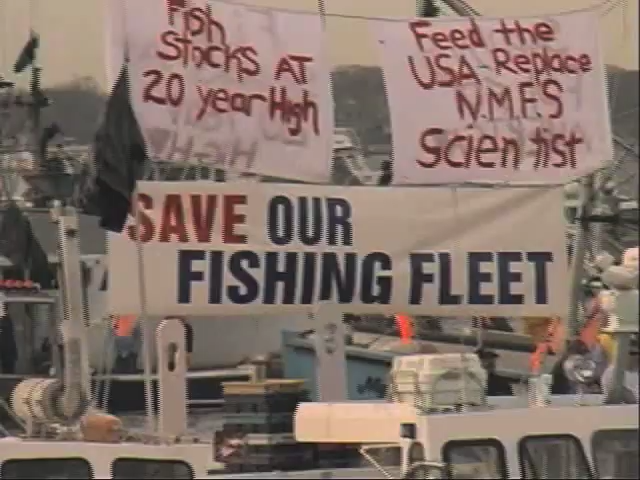 Fish
Stocks AT
20 year High
Feed the
USA Replace
N.M.F.S
Scientist
SAVE OUR
FISHING FLEET